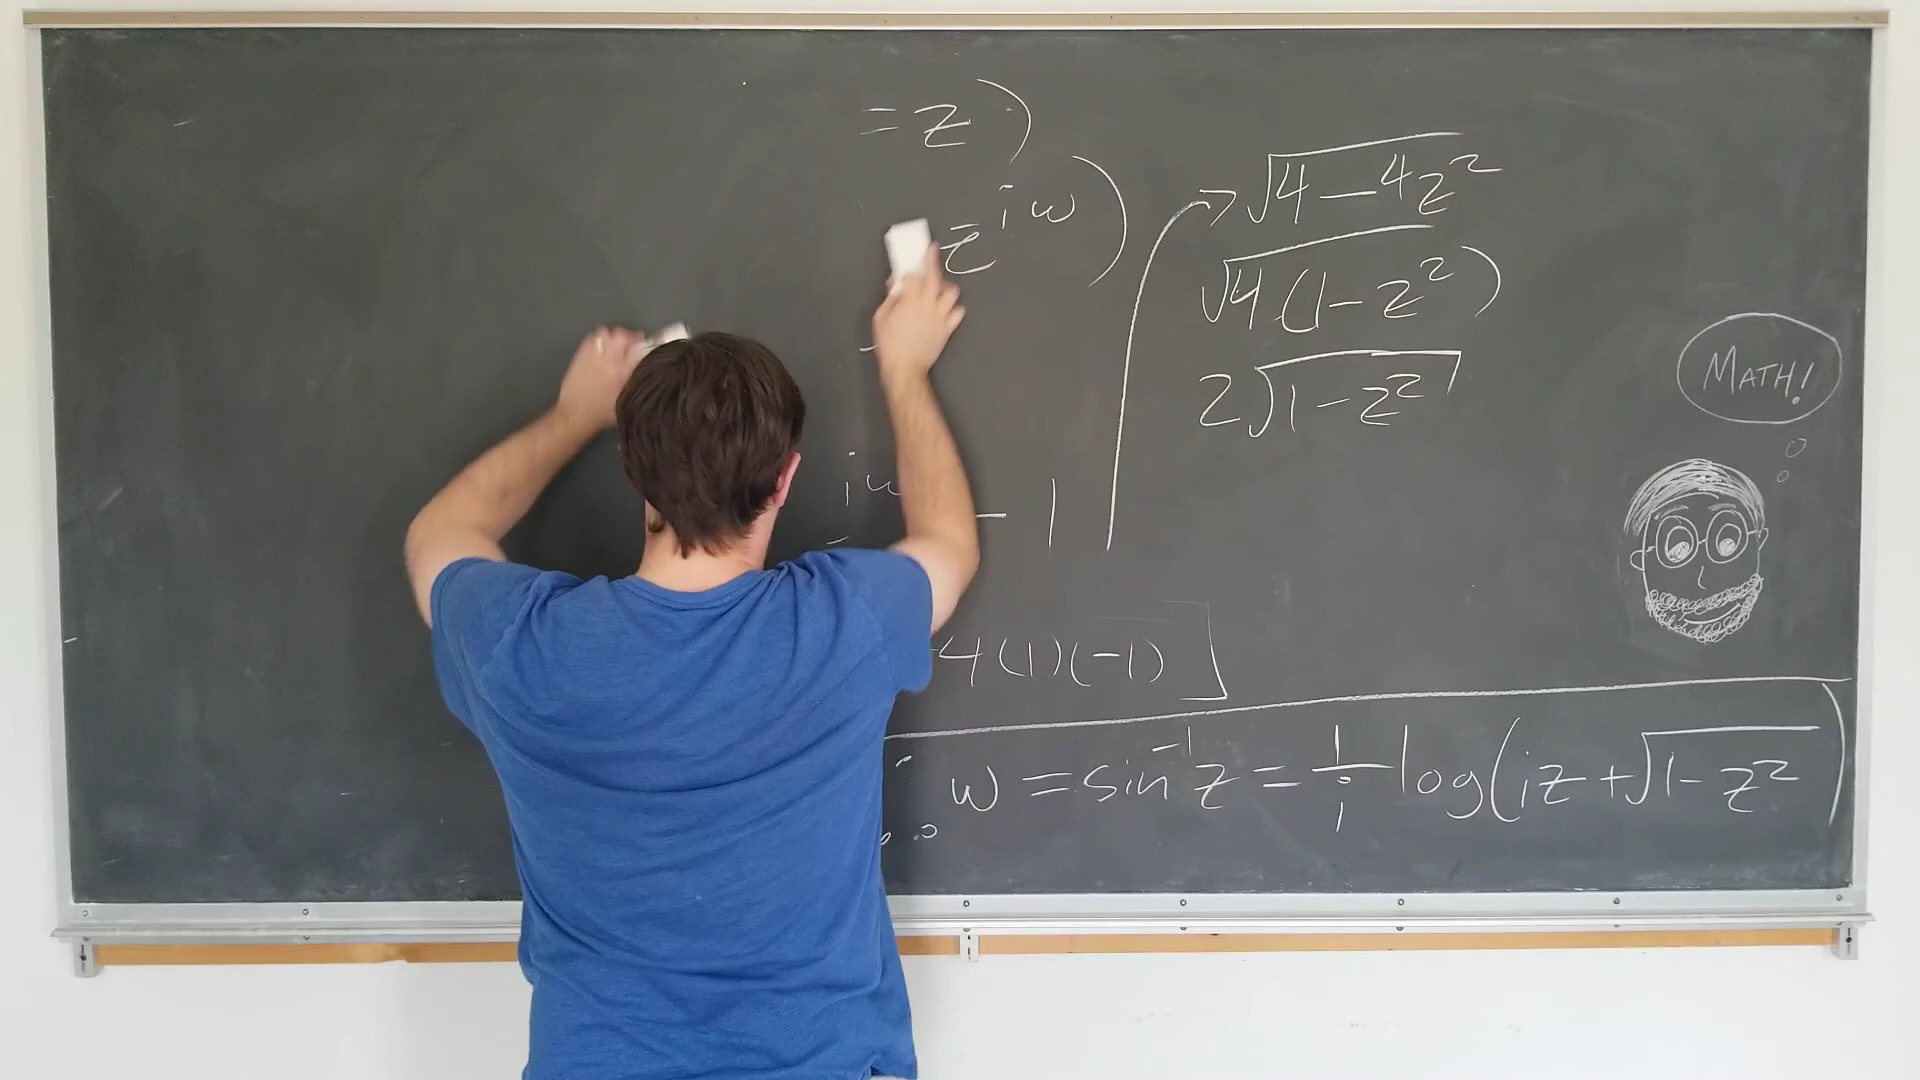 = z)
e^{iw})
√4 - 4z²
√4(1 - z²)
2√1 - z²
MATH!
iw
- 1
-4(1)(-1)]
w = sin⁻¹z = 1/i log(iz + √1 - z²)